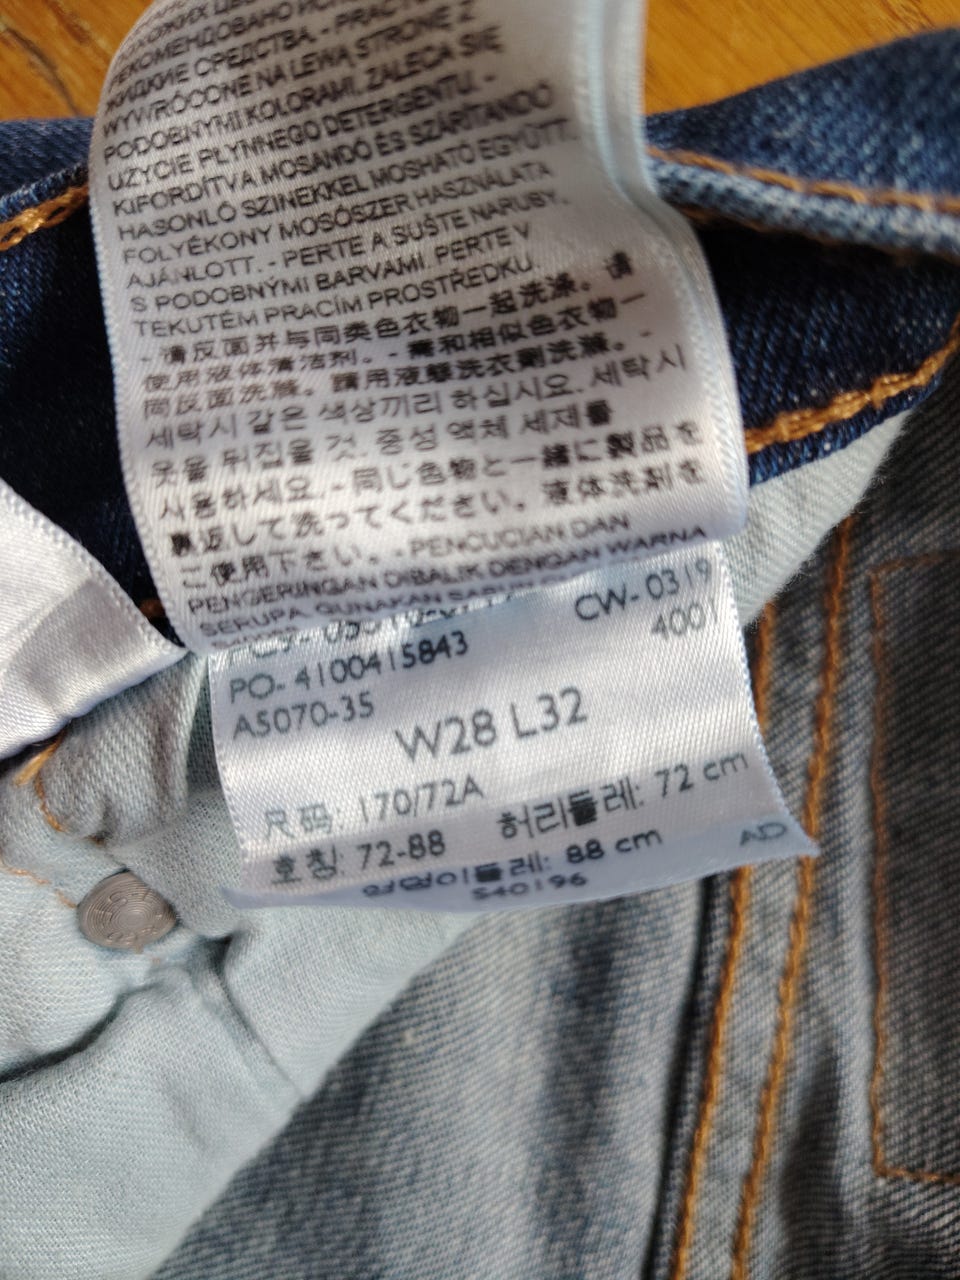 РЕКОМЕНДОВАНО
ЖИДКИЕ СРЕДСТВА. - PRAĆ
WYWRÓCONE NA LEWĄ STRONĘ Z
PODOBNYMI KOLORAMI, ZALECA SIĘ
UŻYCIE PŁYNNEGO DETERGENTU. -
KIFORDÍTVA MOSANDÓ ÉS SZÁRÍTANDÓ
HASONLÓ SZINEKKEL MOSHATÓ EGYÜTT.
FOLYÉKONY MOSÓSZER HASZNÁLATA
AJÁNLOTT. - PERTE A SUŠTE NARUBY.
S PODOBNÝMI BARVAMI. PERTE V
TEKUTÉM PRACÍM PROSTŘEDKU.
- 请反面并与同类色衣物一起洗涤。 请
使用液体清洁剂。 - 需和相似色衣物一
同反面洗滌。 請用液態洗衣劑洗滌。 -
세탁시 같은 색상끼리 하십시요. 세탁시
옷을 뒤집을 것. 중성 액체 세제를
사용하세요. - 同じ色物と一緒に製品を
裏返して洗ってください。 液体洗剤を
ご使用下さい。 - PENCUCIAN DAN
PENGERINGAN DIBALIK DENGAN WARNA
SERUPA. GUNAKAN
CW- 0319
PO- 4100415843 4001
A5070-35
W28 L32
尺码: 170/72A
호칭: 72-88 허리둘레: 72 cm
엉덩이둘레: 88 cm AD
S40196